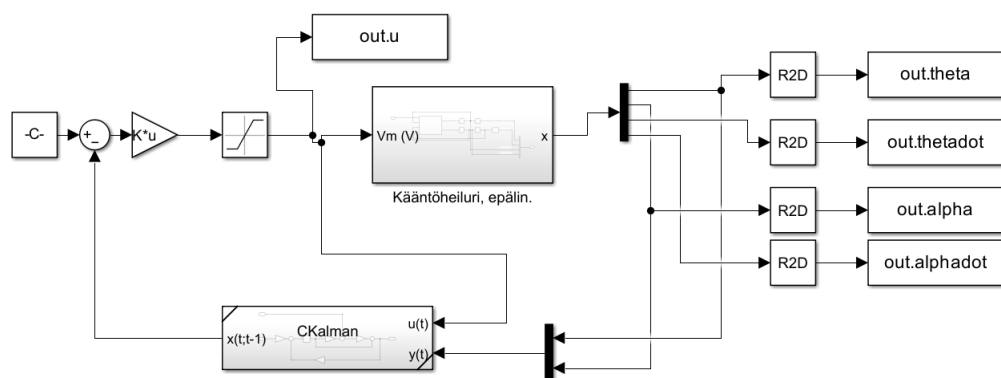 out.u
R2D
out.theta
-C-
+
−
K*u
Vm (V)
x
R2D
out.thetadot
Kääntöheiluri, epälin.
R2D
out.alpha
R2D
out.alphadot
CKalman
u(t)
x(t;t-1)
y(t)